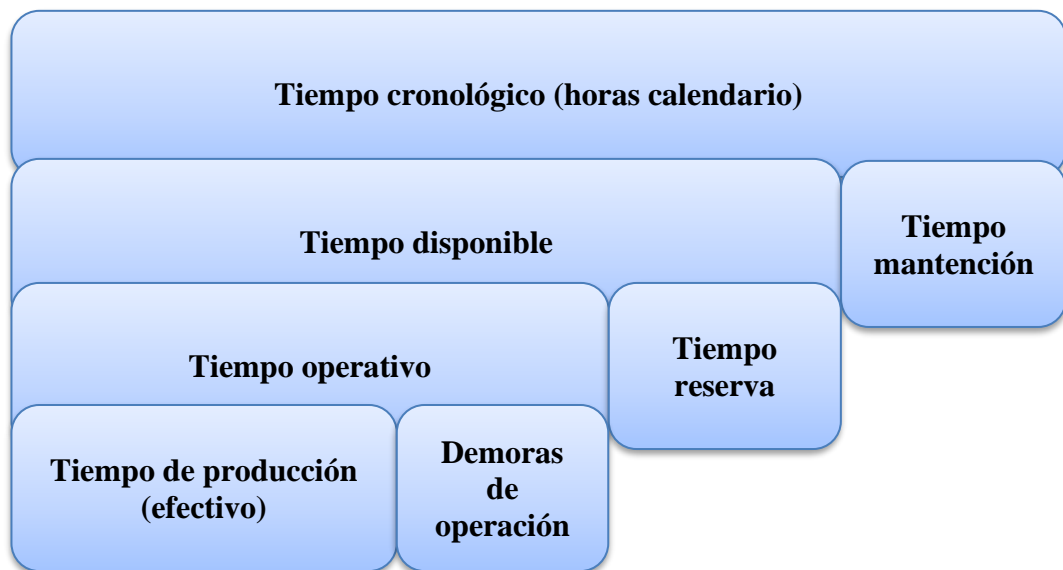 Tiempo cronológico (horas calendario)
Tiempo disponible
Tiempo
mantención
Tiempo operativo
Tiempo
reserva
Tiempo de producción
(efectivo)
Demoras
de
operación